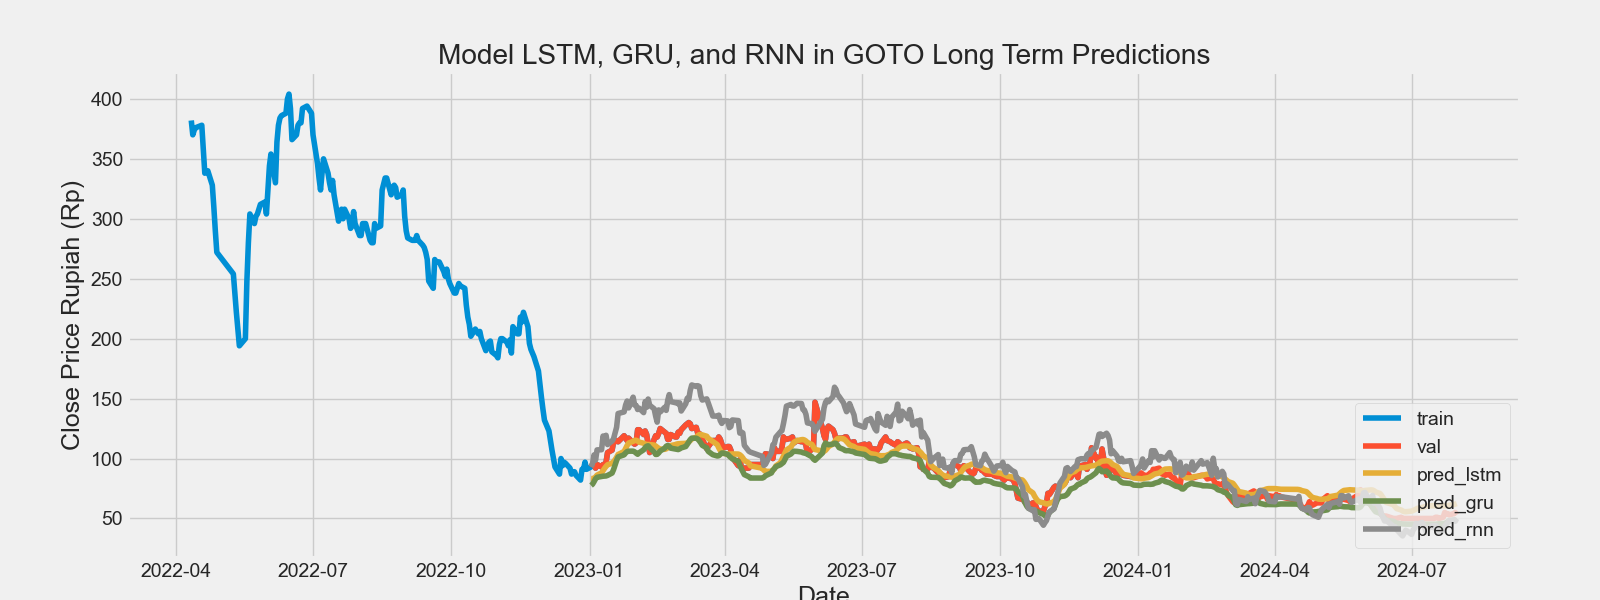 Model LSTM, GRU, and RNN in GOTO Long Term Predictions
Close Price Rupiah (Rp)
400
350
300
250
200
150
100
50
train
val
pred_lstm
pred_gru
pred_rnn
2022-04 2022-07 2022-10 2023-01 2023-04 2023-07 2023-10 2024-01 2024-04 2024-07
Date